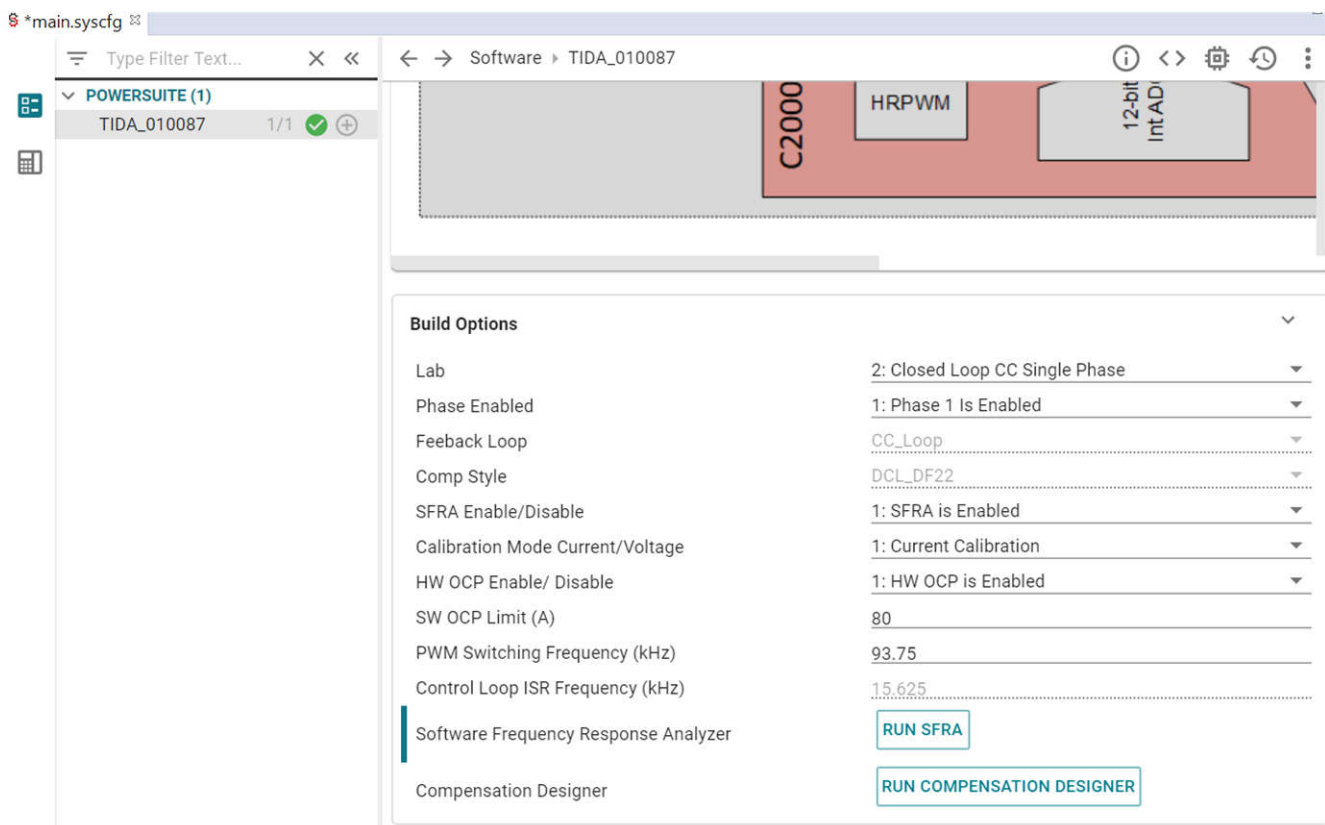 *main.syscfg
Type Filter Text...
Software TIDA_010087
POWERSUITE (1)
TIDA_010087 1/1
C2000
HRPWM
12-bit
Int ADC
Build Options
Lab 2: Closed Loop CC Single Phase
Phase Enabled 1: Phase 1 Is Enabled
Feeback Loop CC_Loop
Comp Style DCL_DF22
SFRA Enable/Disable 1: SFRA is Enabled
Calibration Mode Current/Voltage 1: Current Calibration
HW OCP Enable/ Disable 1: HW OCP is Enabled
SW OCP Limit (A) 80
PWM Switching Frequency (kHz) 93.75
Control Loop ISR Frequency (kHz) 15.625
Software Frequency Response Analyzer RUN SFRA
Compensation Designer RUN COMPENSATION DESIGNER